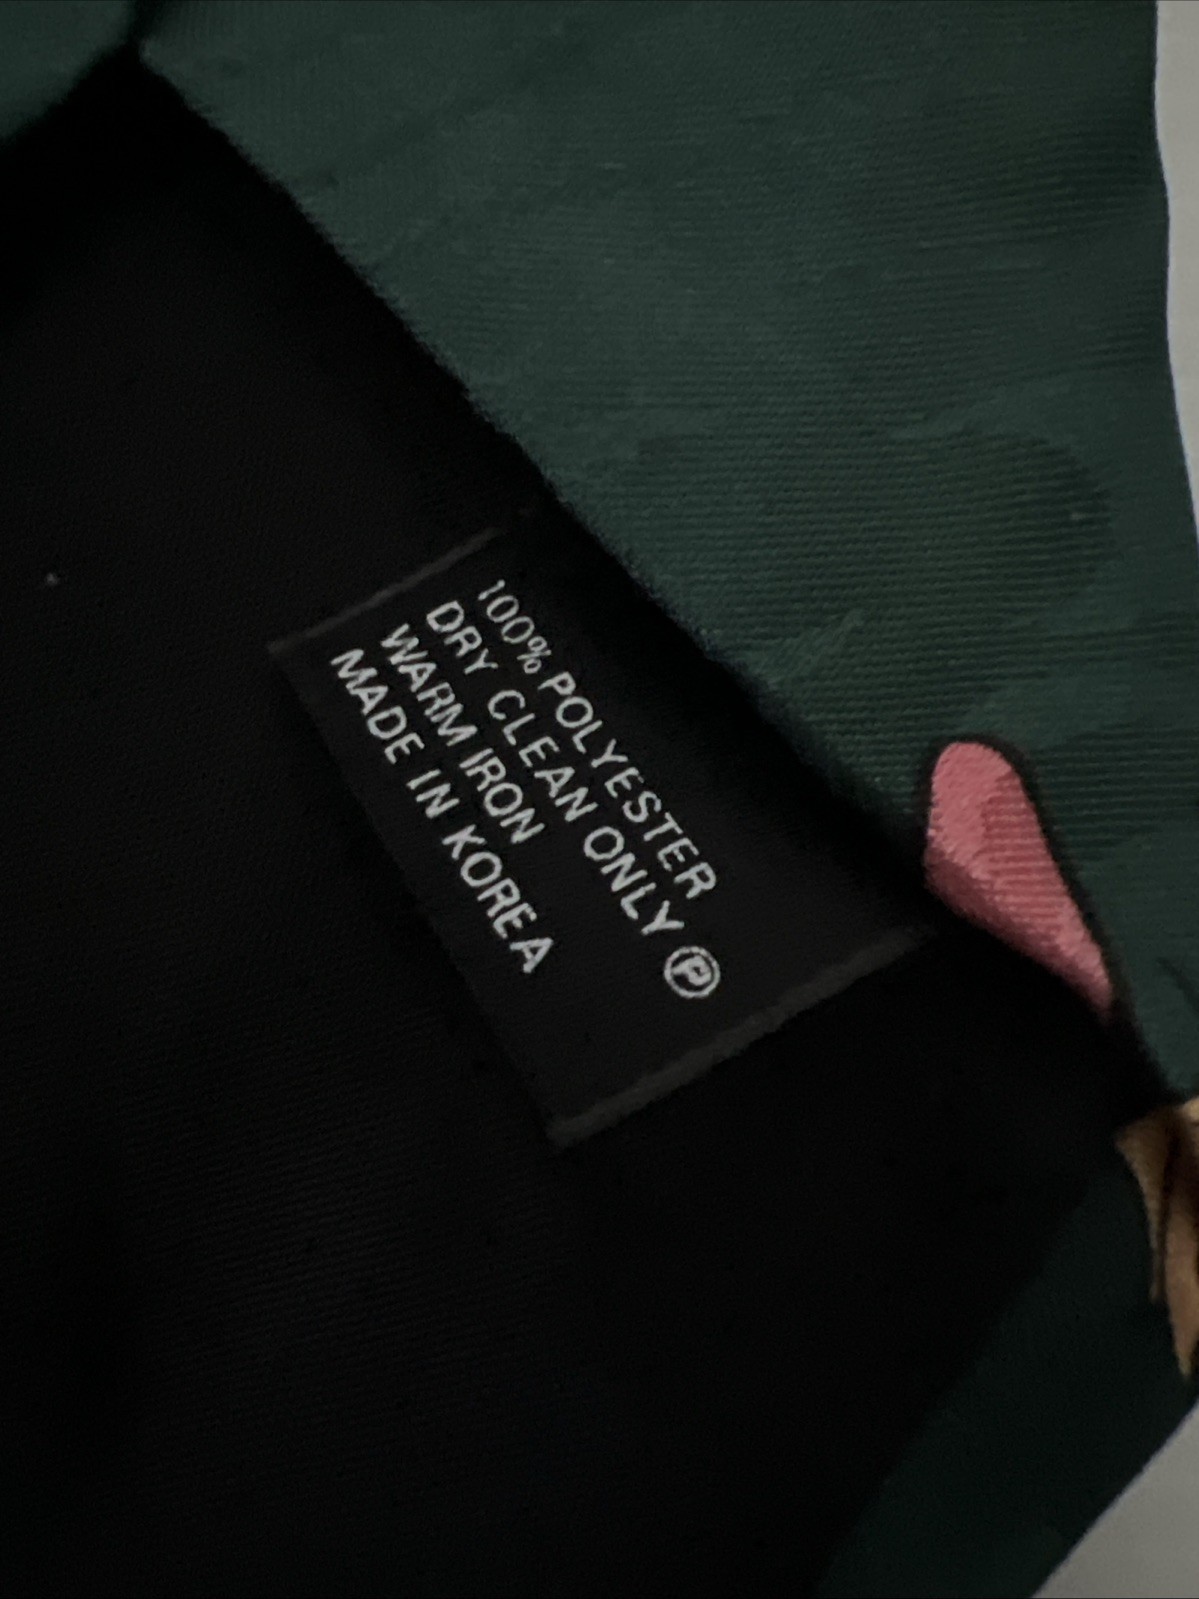 100% POLYESTER
DRY CLEAN ONLY Ⓟ
WARM IRON
MADE IN KOREA